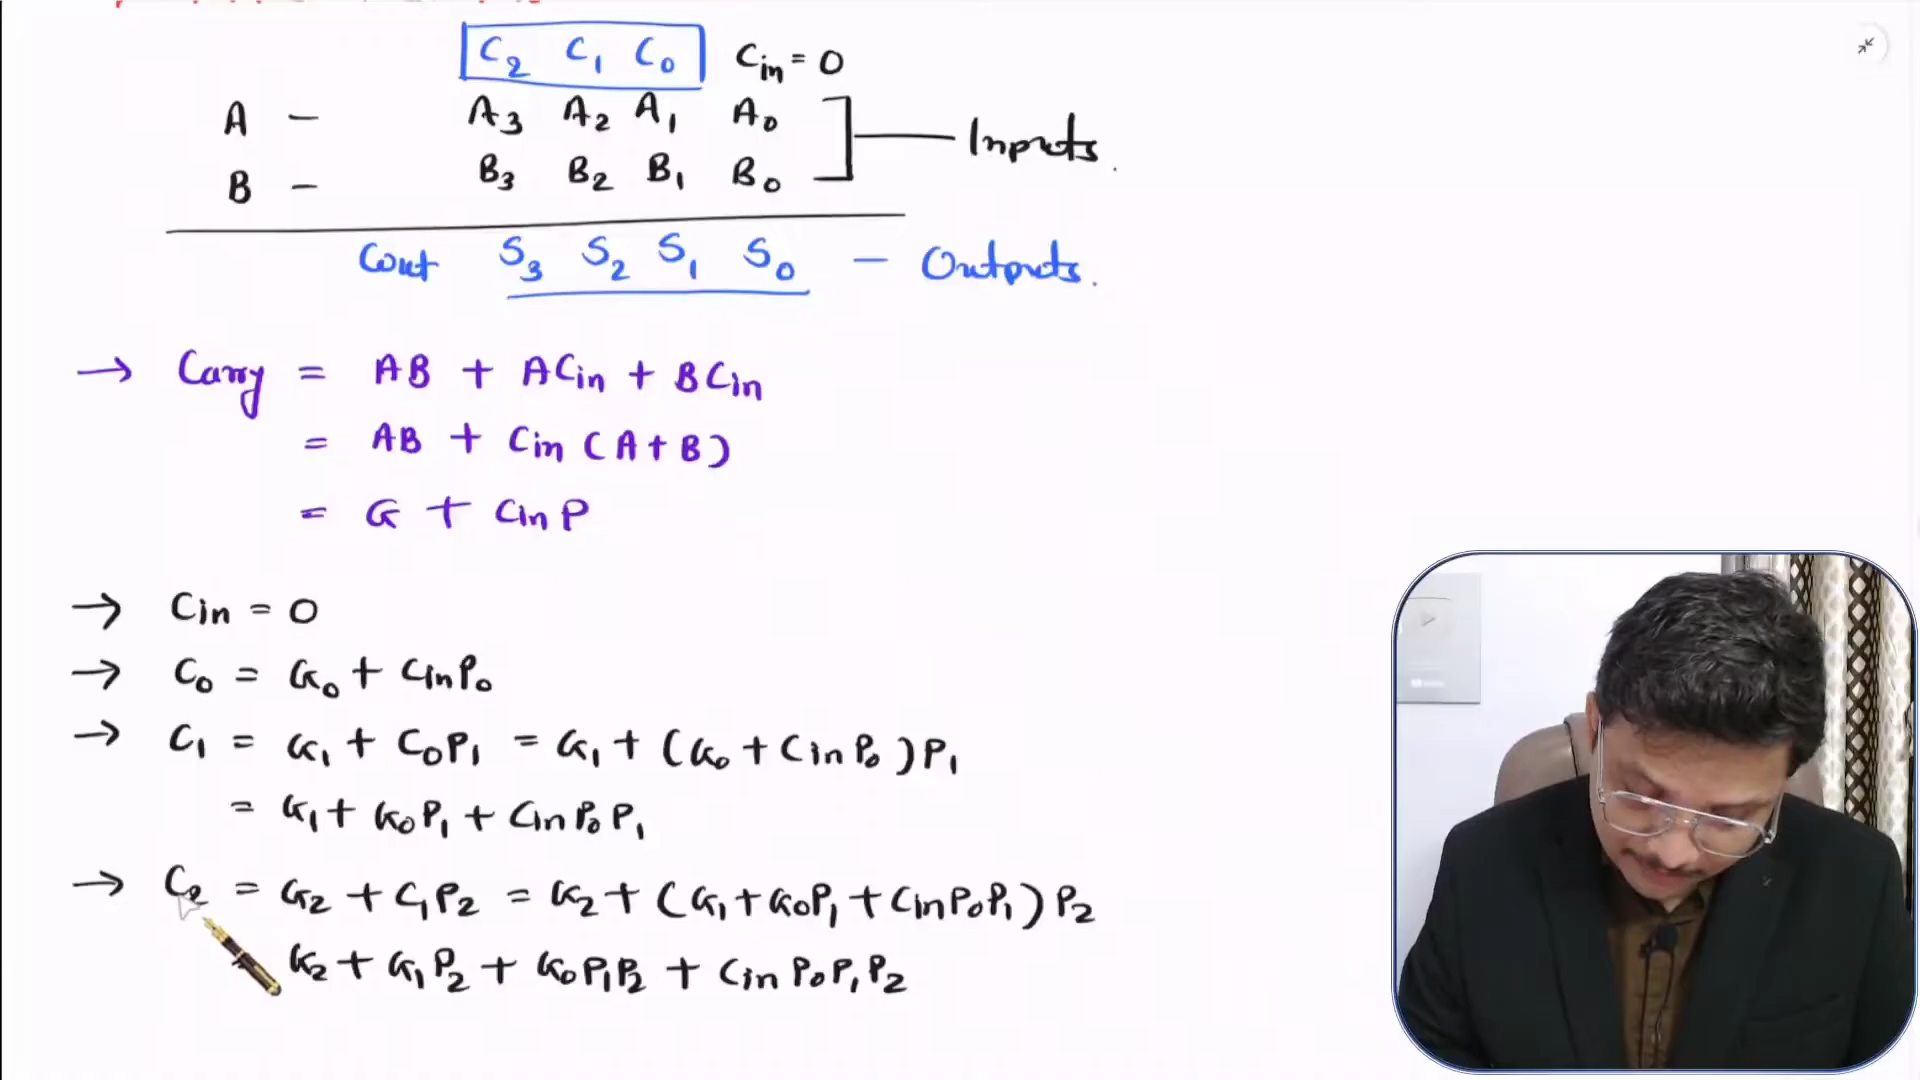 C₂ C₁ C₀ Cin = 0
A - A₃ A₂ A₁ A₀
B - B₃ B₂ B₁ B₀
Inputs.
Cout S₃ S₂ S₁ S₀ - Outputs.
→ Carry = AB + ACin + BCin
= AB + Cin (A + B)
= G + Cin P
→ Cin = 0
→ C₀ = G₀ + CinP₀
→ C₁ = G₁ + C₀P₁ = G₁ + (G₀ + CinP₀)P₁
= G₁ + G₀P₁ + CinP₀P₁
→ C₂ = G₂ + C₁P₂ = G₂ + (G₁ + G₀P₁ + CinP₀P₁)P₂
G₂ + G₁P₂ + G₀P₁P₂ + CinP₀P₁P₂